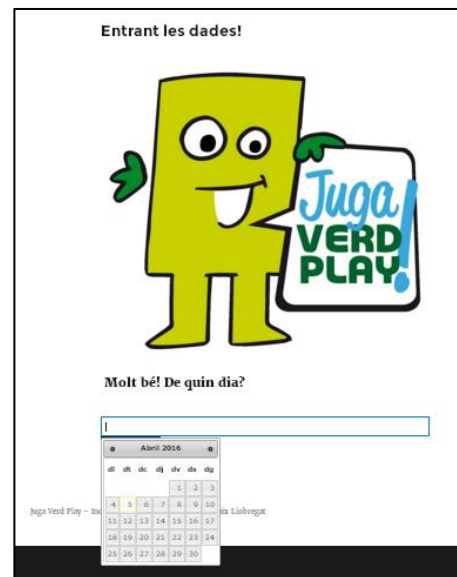 Entrant les dades!
Juga
VERD
PLAY!
Molt bé! De quin dia?
Abril 2016
dl dt dc dj dv ds dg
1 2 3
4 5 6 7 8 9 10
11 12 13 14 15 16 17
18 19 20 21 22 23 24
25 26 27 28 29 30
Juga Verd Play – Llobregat